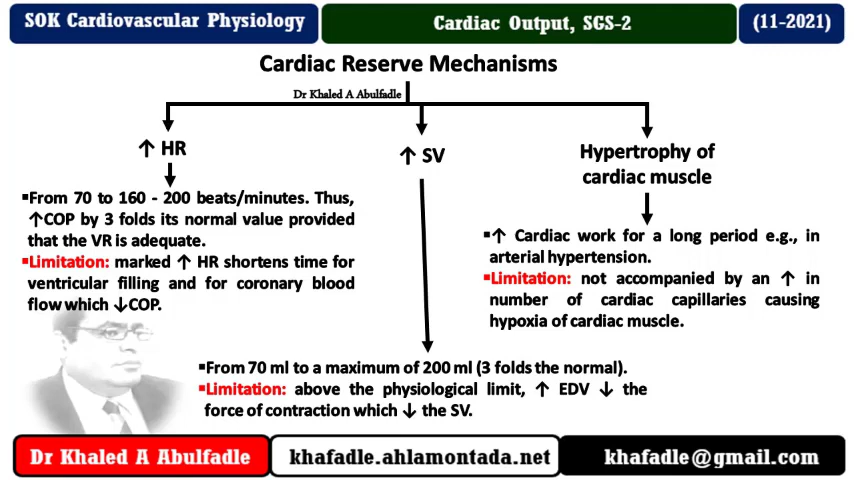 SOK Cardiovascular Physiology
Cardiac Output, SGS-2
(11-2021)
Cardiac Reserve Mechanisms
Dr Khaled A Abulfadle
↑ HR
▪From 70 to 160 - 200 beats/minutes. Thus,
↑COP by 3 folds its normal value provided
that the VR is adequate.
▪Limitation: marked ↑ HR shortens time for
ventricular filling and for coronary blood
flow which ↓COP.
↑ SV
▪From 70 ml to a maximum of 200 ml (3 folds the normal).
▪Limitation: above the physiological limit, ↑ EDV ↓ the
force of contraction which ↓ the SV.
Hypertrophy of
cardiac muscle
▪↑ Cardiac work for a long period e.g., in
arterial hypertension.
▪Limitation: not accompanied by an ↑ in
number of cardiac capillaries causing
hypoxia of cardiac muscle.
Dr Khaled A Abulfadle
khafadle.ahlamontada.net
khafadle@gmail.com